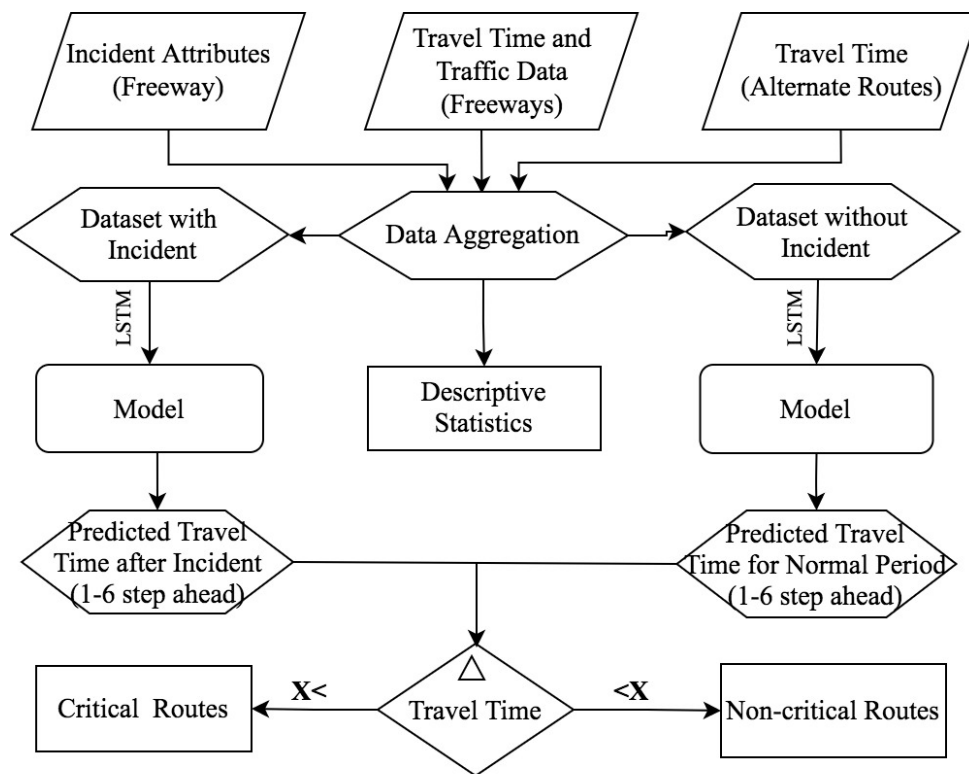 Incident Attributes
(Freeway)
Travel Time and
Traffic Data
(Freeways)
Travel Time
(Alternate Routes)
Dataset with
Incident
Data Aggregation
Dataset without
Incident
LSTM
LSTM
Model
Descriptive
Statistics
Model
Predicted Travel
Time after Incident
(1-6 step ahead)
Predicted Travel
Time for Normal Period
(1-6 step ahead)
Critical Routes
X<
△
Travel Time
<X
Non-critical Routes